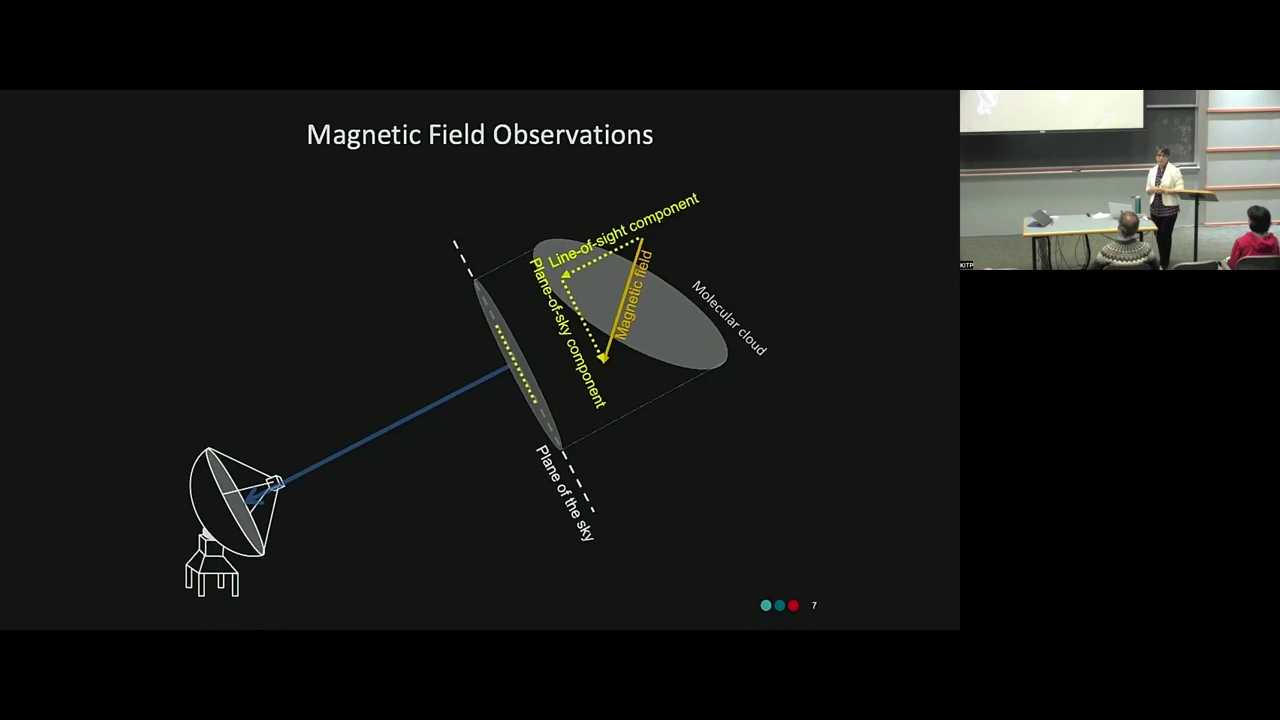 Magnetic Field Observations
Line-of-sight component
Plane-of-sky component
Magnetic field
Molecular cloud
Plane of the sky
7
KITP